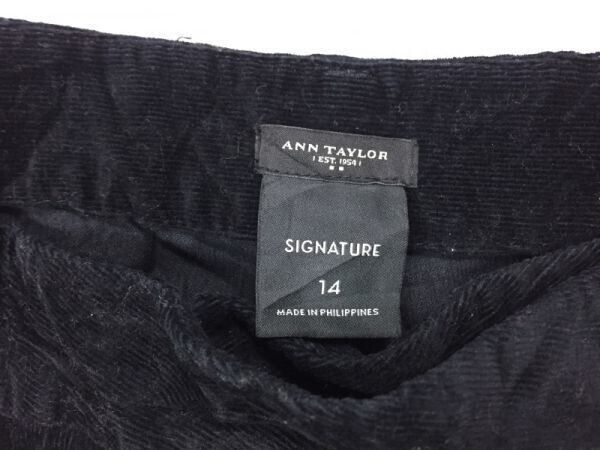 ANN TAYLOR
EST. 1954
SIGNATURE
14
MADE IN PHILIPPINES